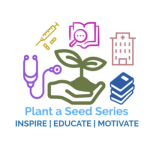 Plant a Seed Series
INSPIRE | EDUCATE | MOTIVATE